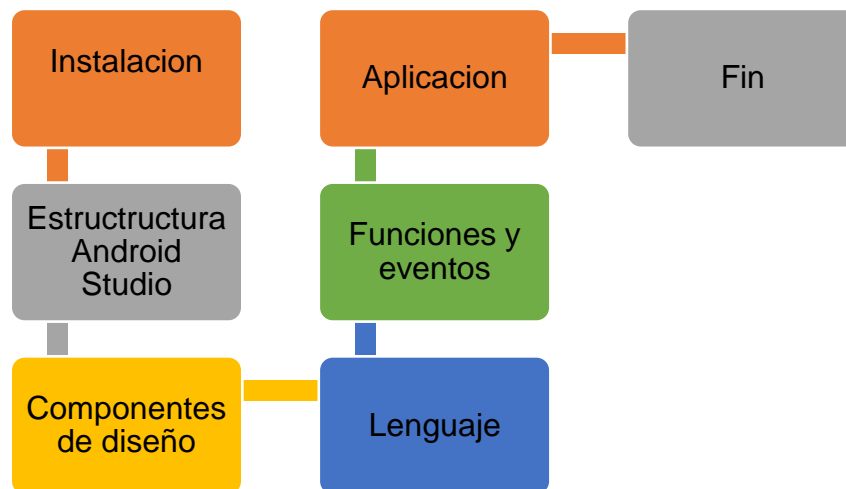 Instalacion
Estructructura
Android
Studio
Componentes
de diseño
Lenguaje
Funciones y
eventos
Aplicacion
Fin